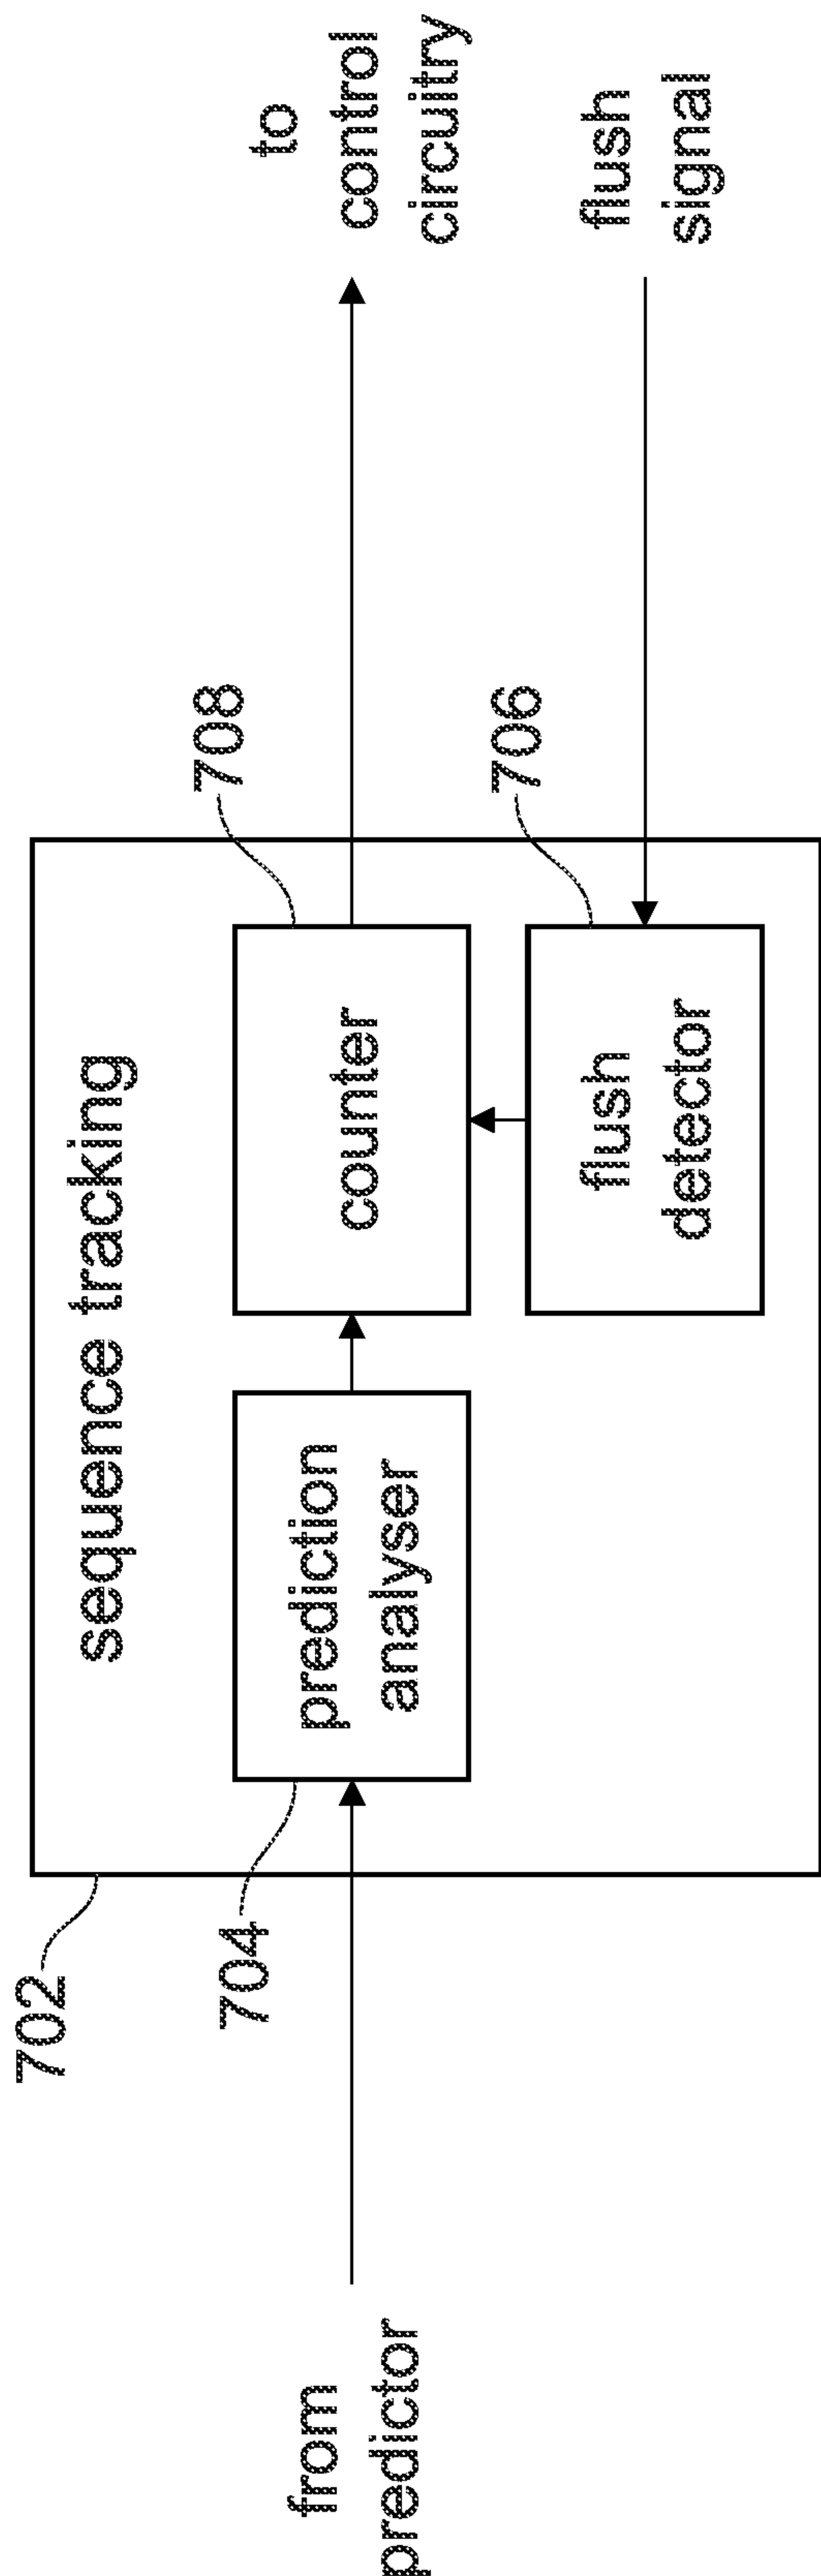 702
sequence tracking
704
708
from
predictor
prediction
analyser
counter
to
control
circuitry
706
flush
detector
flush
signal